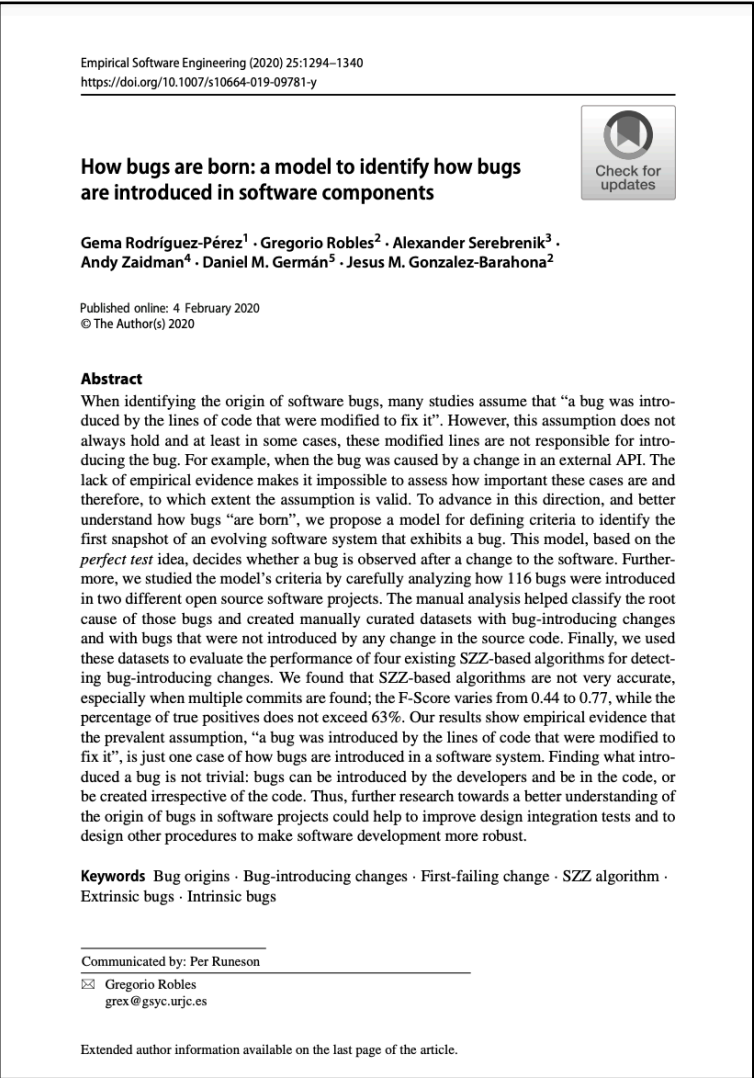 Empirical Software Engineering (2020) 25:1294–1340
https://doi.org/10.1007/s10664-019-09781-y
Check for
updates
How bugs are born: a model to identify how bugs
are introduced in software components
Gema Rodríguez-Pérez1 · Gregorio Robles2 · Alexander Serebrenik3 ·
Andy Zaidman4 · Daniel M. Germán5 · Jesus M. Gonzalez-Barahona2
Published online: 4 February 2020
© The Author(s) 2020
Abstract
When identifying the origin of software bugs, many studies assume that “a bug was intro-
duced by the lines of code that were modified to fix it”. However, this assumption does not
always hold and at least in some cases, these modified lines are not responsible for intro-
ducing the bug. For example, when the bug was caused by a change in an external API. The
lack of empirical evidence makes it impossible to assess how important these cases are and
therefore, to which extent the assumption is valid. To advance in this direction, and better
understand how bugs “are born”, we propose a model for defining criteria to identify the
first snapshot of an evolving software system that exhibits a bug. This model, based on the
perfect test idea, decides whether a bug is observed after a change to the software. Further-
more, we studied the model’s criteria by carefully analyzing how 116 bugs were introduced
in two different open source software projects. The manual analysis helped classify the root
cause of those bugs and created manually curated datasets with bug-introducing changes
and with bugs that were not introduced by any change in the source code. Finally, we used
these datasets to evaluate the performance of four existing SZZ-based algorithms for detect-
ing bug-introducing changes. We found that SZZ-based algorithms are not very accurate,
especially when multiple commits are found; the F-Score varies from 0.44 to 0.77, while the
percentage of true positives does not exceed 63%. Our results show empirical evidence that
the prevalent assumption, “a bug was introduced by the lines of code that were modified to
fix it”, is just one case of how bugs are introduced in a software system. Finding what intro-
duced a bug is not trivial: bugs can be introduced by the developers and be in the code, or
be created irrespective of the code. Thus, further research towards a better understanding of
the origin of bugs in software projects could help to improve design integration tests and to
design other procedures to make software development more robust.
Keywords Bug origins · Bug-introducing changes · First-failing change · SZZ algorithm ·
Extrinsic bugs · Intrinsic bugs
Communicated by: Per Runeson
✉ Gregorio Robles
grex@gsyc.urjc.es
Extended author information available on the last page of the article.